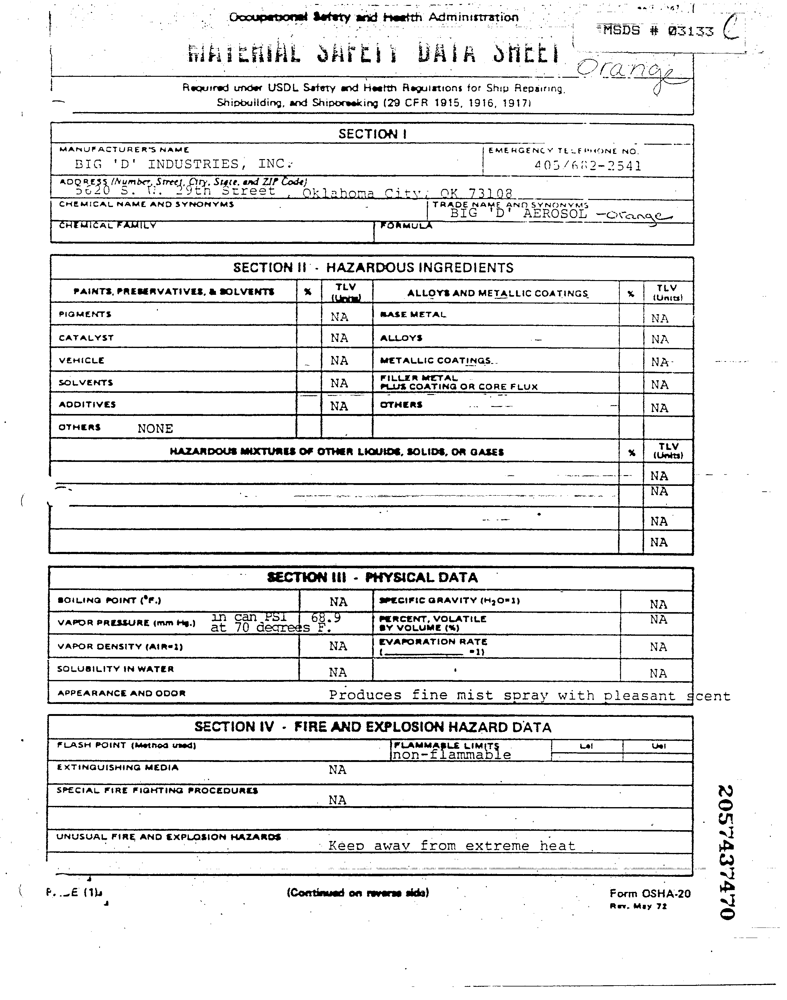 Occupational Safety and Health Administration
MSDS # 03133 C
MATERIAL SAFETY DATA SHEET
Orange
Required under USDL Safety and Health Regulations for Ship Repairing,
Shipbuilding, and Shipbreaking (29 CFR 1915, 1916, 1917)
SECTION I
MANUFACTURER'S NAME EMERGENCY TELEPHONE NO.
BIG 'D' INDUSTRIES, INC. 405/682-2541
ADDRESS (Number, Street, City, State, and ZIP Code)
5620 S. W. 29th Street , Oklahoma City, OK 73108
CHEMICAL NAME AND SYNONYMS TRADE NAME AND SYNONYMS
BIG 'D' AEROSOL -Orange
CHEMICAL FAMILY FORMULA
SECTION II - HAZARDOUS INGREDIENTS
PAINTS, PRESERVATIVES, & SOLVENTS % TLV (Units) ALLOYS AND METALLIC COATINGS % TLV (Units)
PIGMENTS NA BASE METAL NA
CATALYST NA ALLOYS NA
VEHICLE NA METALLIC COATINGS NA
SOLVENTS NA FILLER METAL PLUS COATING OR CORE FLUX NA
ADDITIVES NA OTHERS NA
OTHERS NONE
HAZARDOUS MIXTURES OF OTHER LIQUIDS, SOLIDS, OR GASES % TLV (Units)
NA
NA
NA
NA
SECTION III - PHYSICAL DATA
BOILING POINT (°F.) NA SPECIFIC GRAVITY (H2O=1) NA
VAPOR PRESSURE (mm Hg.) in can PSI 68.9 at 70 degrees F. PERCENT, VOLATILE BY VOLUME (%) NA
VAPOR DENSITY (AIR=1) NA EVAPORATION RATE (________ =1) NA
SOLUBILITY IN WATER NA NA
APPEARANCE AND ODOR Produces fine mist spray with pleasant scent
SECTION IV - FIRE AND EXPLOSION HAZARD DATA
FLASH POINT (Method used) FLAMMABLE LIMITS Lel Uel
non-flammable
EXTINGUISHING MEDIA NA
SPECIAL FIRE FIGHTING PROCEDURES
NA
UNUSUAL FIRE AND EXPLOSION HAZARDS
Keep away from extreme heat
PAGE (1) (Continued on reverse side) Form OSHA-20
Rev. May 72
2057437470